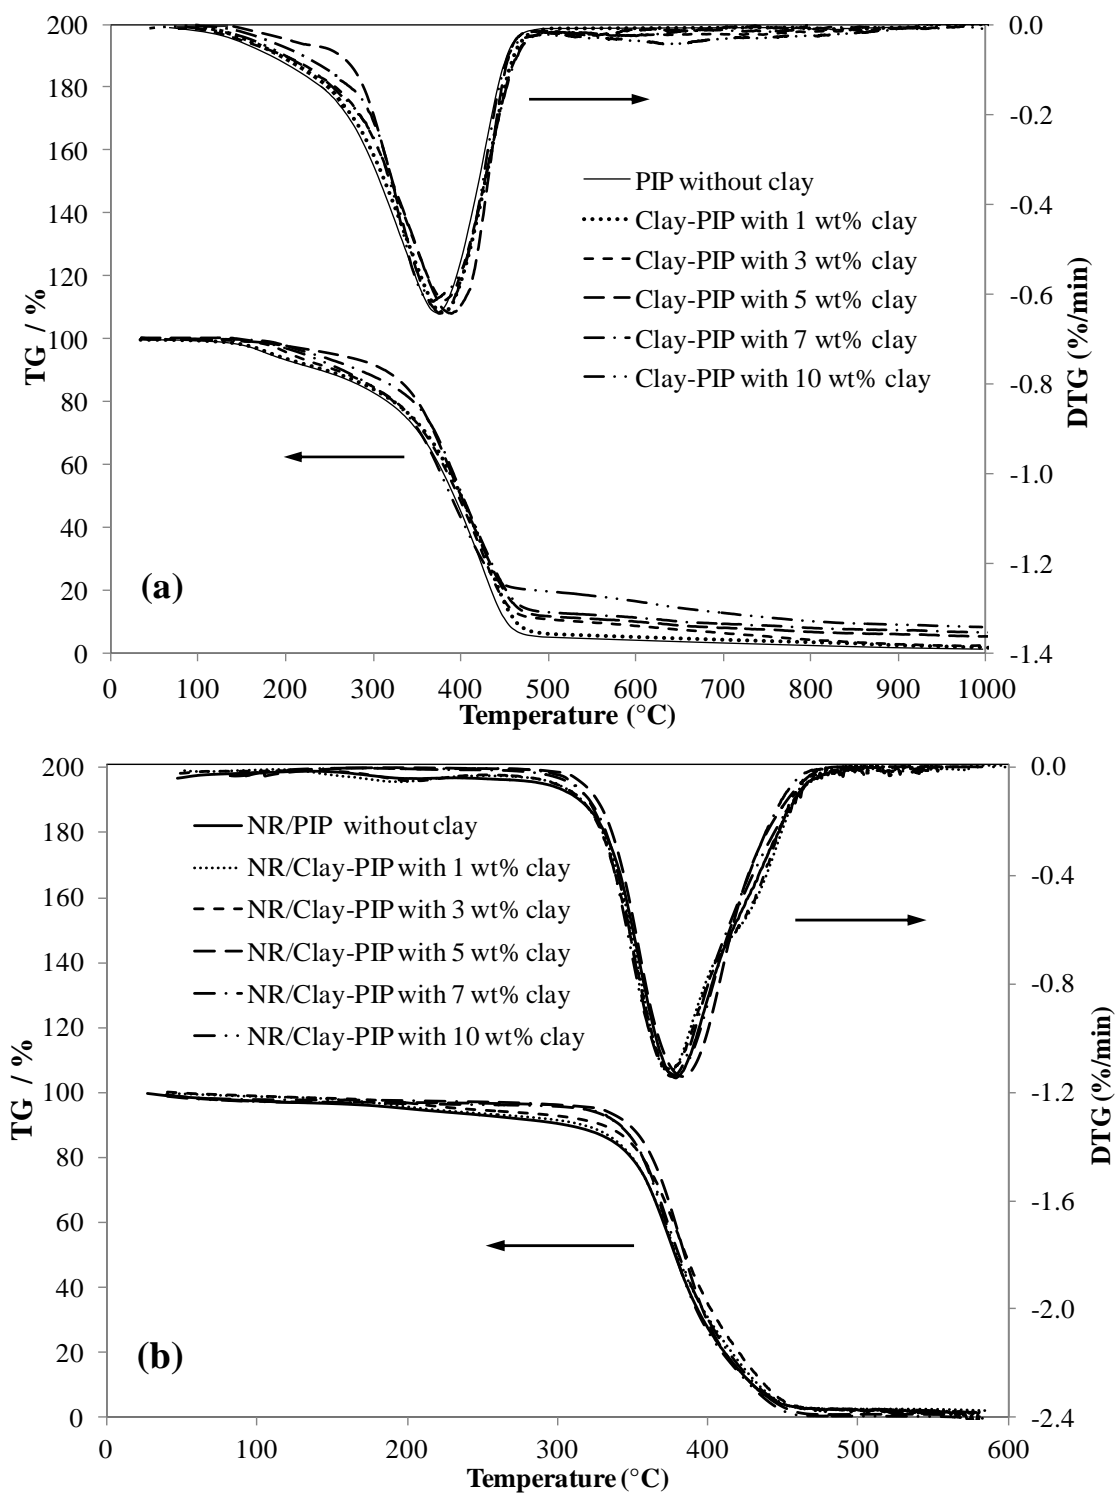 200
180
160
140
120
100
80
60
40
20
0
TG / %
0.0
-0.2
-0.4
-0.6
-0.8
-1.0
-1.2
-1.4
DTG (%/min)
PIP without clay
Clay-PIP with 1 wt% clay
Clay-PIP with 3 wt% clay
Clay-PIP with 5 wt% clay
Clay-PIP with 7 wt% clay
Clay-PIP with 10 wt% clay
(a)
0 100 200 300 400 500 600 700 800 900 1000
Temperature (°C)
200
180
160
140
120
100
80
60
40
20
0
TG / %
0.0
-0.4
-0.8
-1.2
-1.6
-2.0
-2.4
DTG (%/min)
NR/PIP without clay
NR/Clay-PIP with 1 wt% clay
NR/Clay-PIP with 3 wt% clay
NR/Clay-PIP with 5 wt% clay
NR/Clay-PIP with 7 wt% clay
NR/Clay-PIP with 10 wt% clay
(b)
0 100 200 300 400 500 600
Temperature (°C)